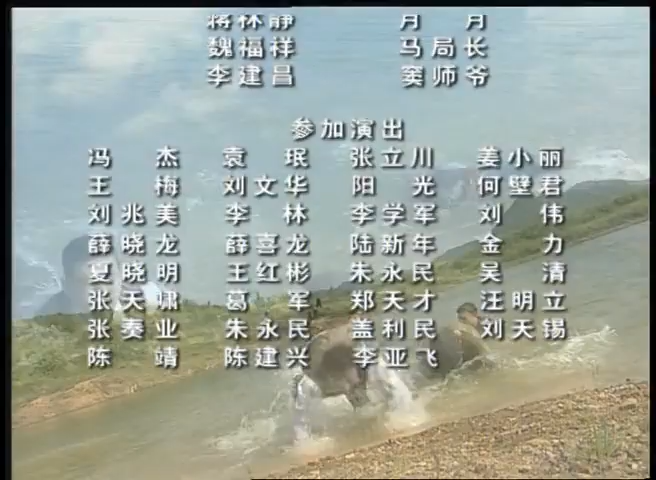 蒋林静 月月
魏福祥 马局长
李建昌 窦师爷
参加演出
冯杰 袁珉 张立川 姜小丽
王梅 刘文华 阳光 何壁君
刘兆美 李林 李学军 刘伟
薛晓龙 薛喜龙 陆新年 金力
夏晓明 王红彬 朱永民 吴清
张天啸 葛军 郑天才 汪明立
张奏业 朱永民 盖利民 刘天锡
陈靖 陈建兴 李亚飞